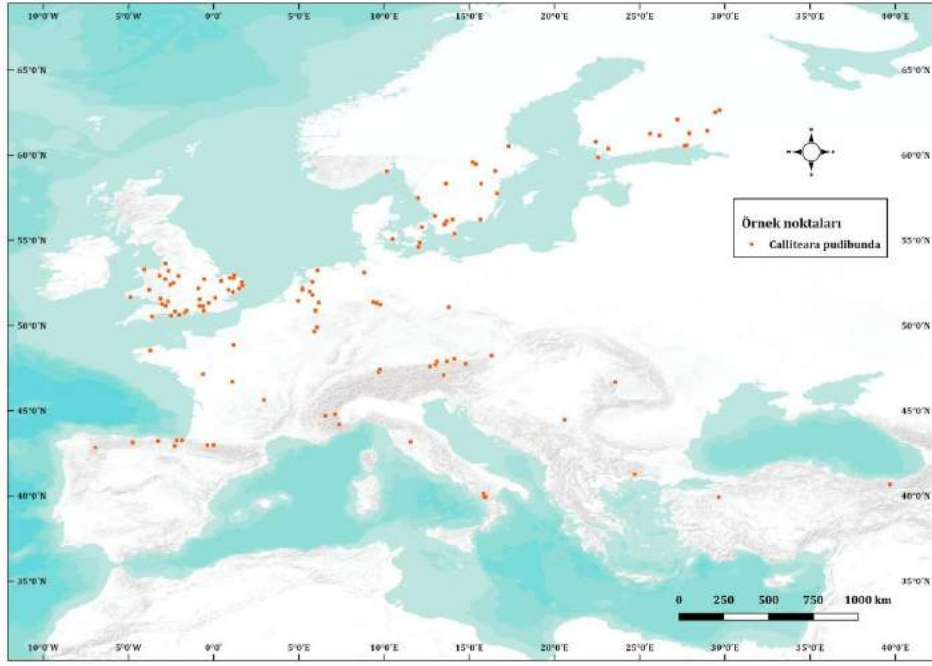 10°0'W 5°0'W 0°0' 5°0'E 10°0'E 15°0'E 20°0'E 25°0'E 30°0'E 35°0'E 40°0'E
65°0'N 65°0'N
60°0'N 60°0'N
Örnek noktaları
Calliteara pudibunda
55°0'N 55°0'N
50°0'N 50°0'N
45°0'N 45°0'N
40°0'N 40°0'N
35°0'N 35°0'N
0 250 500 750 1000 km
10°0'W 5°0'W 0°0' 5°0'E 10°0'E 15°0'E 20°0'E 25°0'E 30°0'E 35°0'E 40°0'E